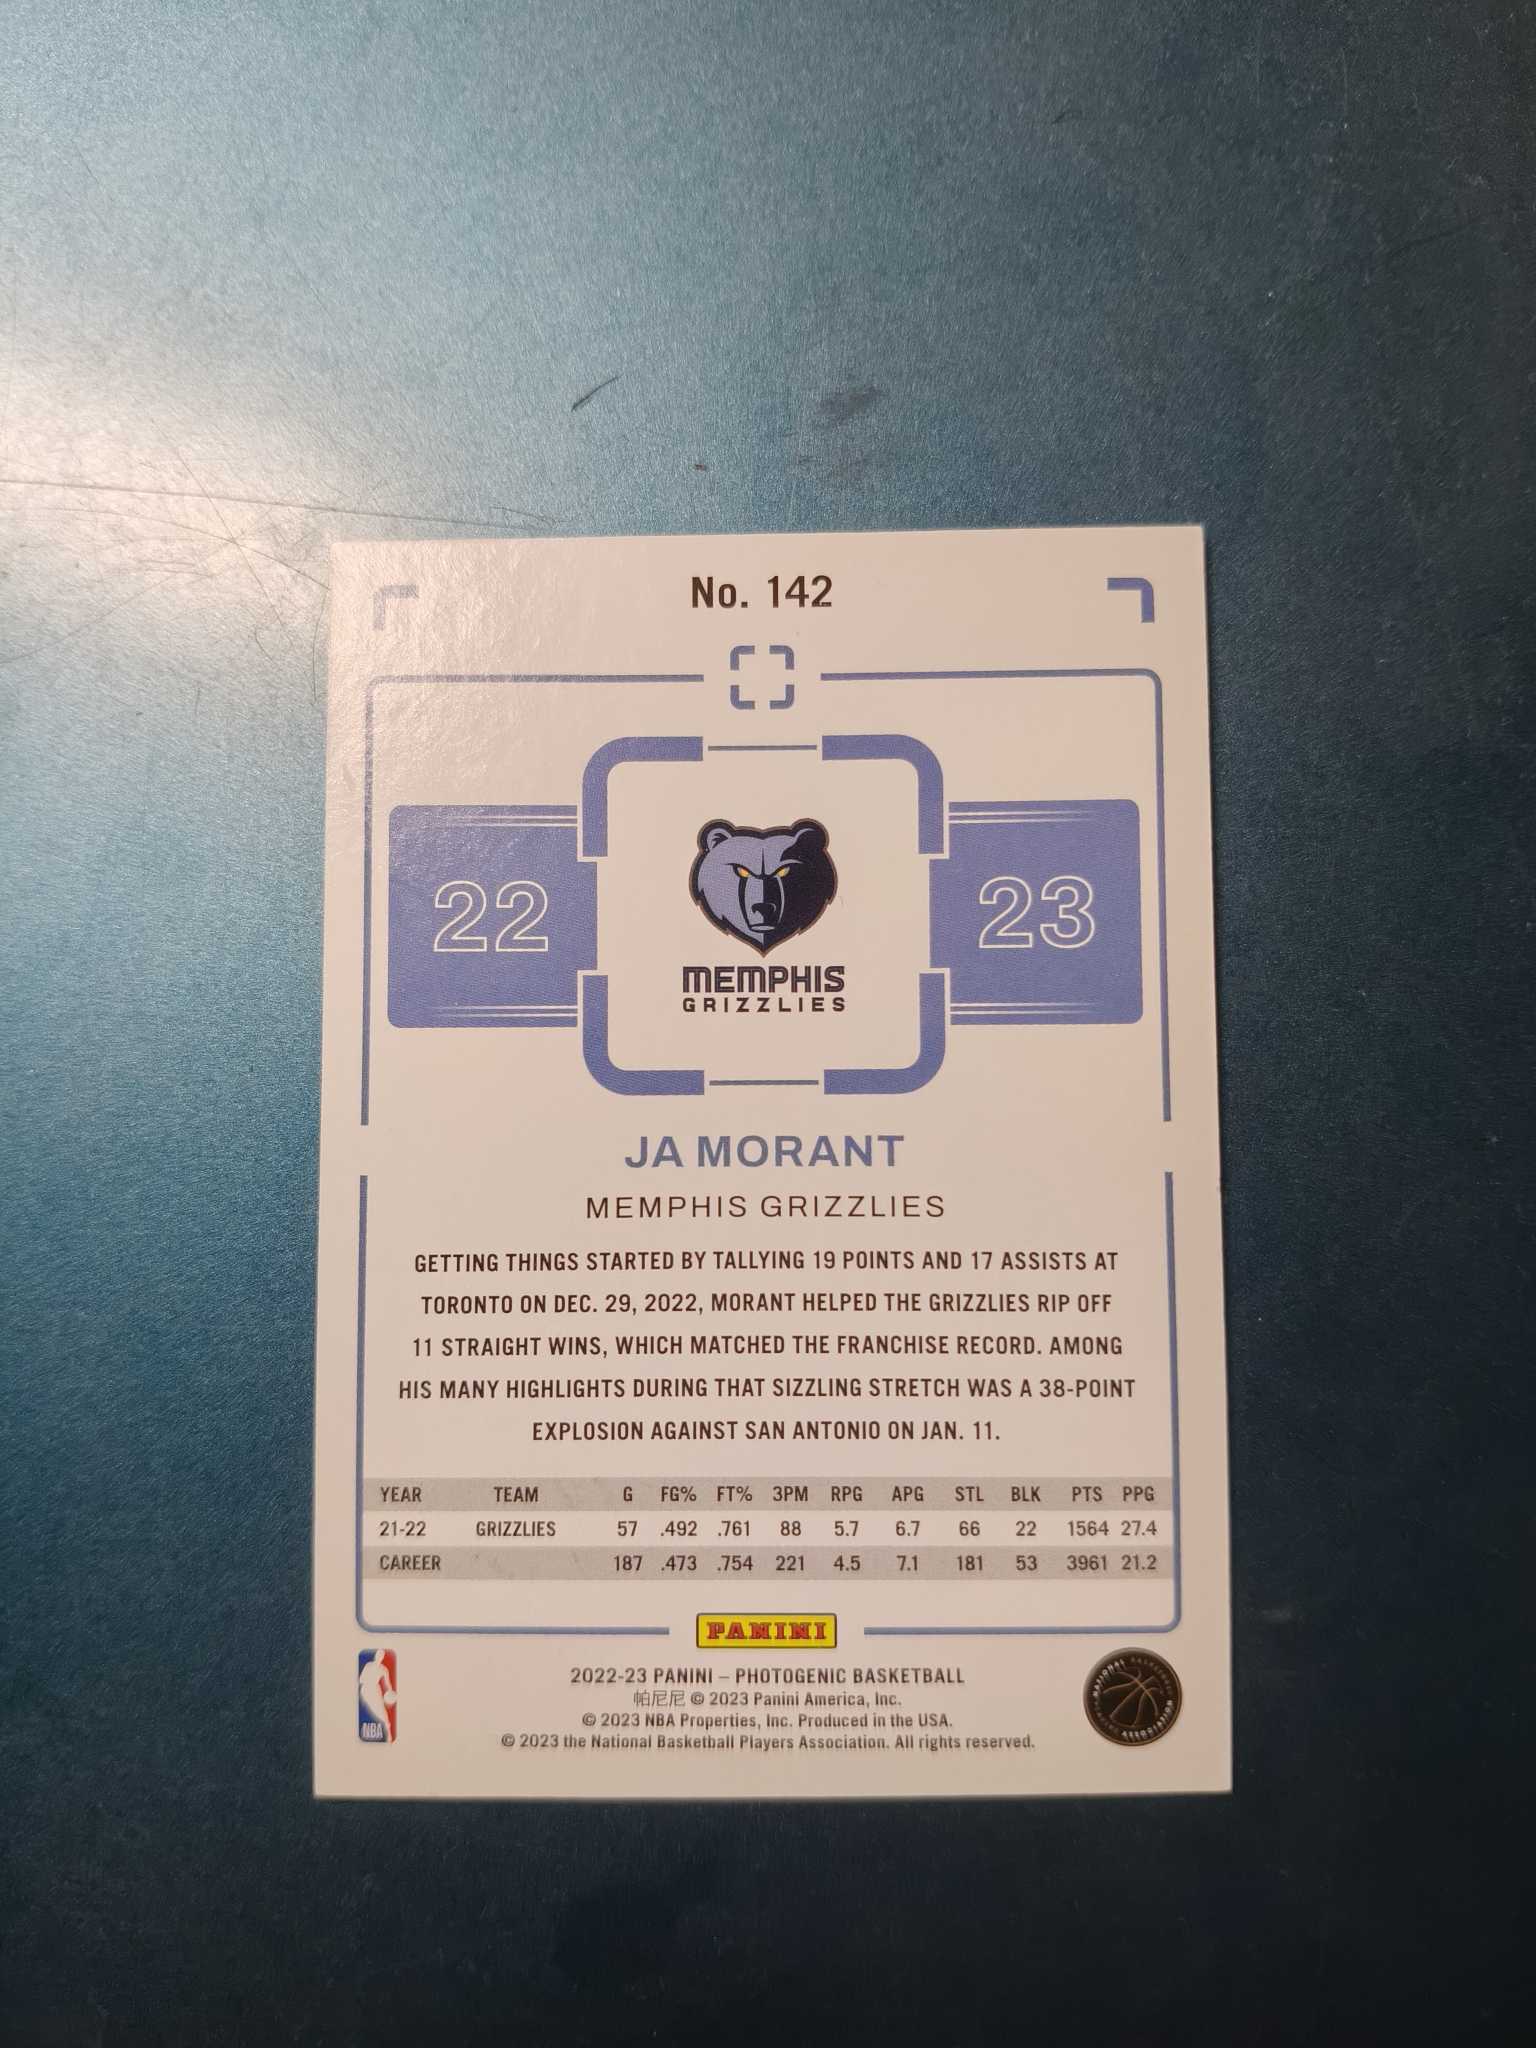 No. 142
22
23
MEMPHIS
GRIZZLIES
JA MORANT
MEMPHIS GRIZZLIES
GETTING THINGS STARTED BY TALLYING 19 POINTS AND 17 ASSISTS AT
TORONTO ON DEC. 29, 2022, MORANT HELPED THE GRIZZLIES RIP OFF
11 STRAIGHT WINS, WHICH MATCHED THE FRANCHISE RECORD. AMONG
HIS MANY HIGHLIGHTS DURING THAT SIZZLING STRETCH WAS A 38-POINT
EXPLOSION AGAINST SAN ANTONIO ON JAN. 11.
YEAR TEAM G FG% FT% 3PM RPG APG STL BLK PTS PPG
21-22 GRIZZLIES 57 .492 .761 88 5.7 6.7 66 22 1564 27.4
CAREER 187 .473 .754 221 4.5 7.1 181 53 3961 21.2
PANINI
2022-23 PANINI – PHOTOGENIC BASKETBALL
帕尼尼 © 2023 Panini America, Inc.
© 2023 NBA Properties, Inc. Produced in the USA.
© 2023 the National Basketball Players Association. All rights reserved.
NBA
NATIONAL BASKETBALL
ASSOCIATION